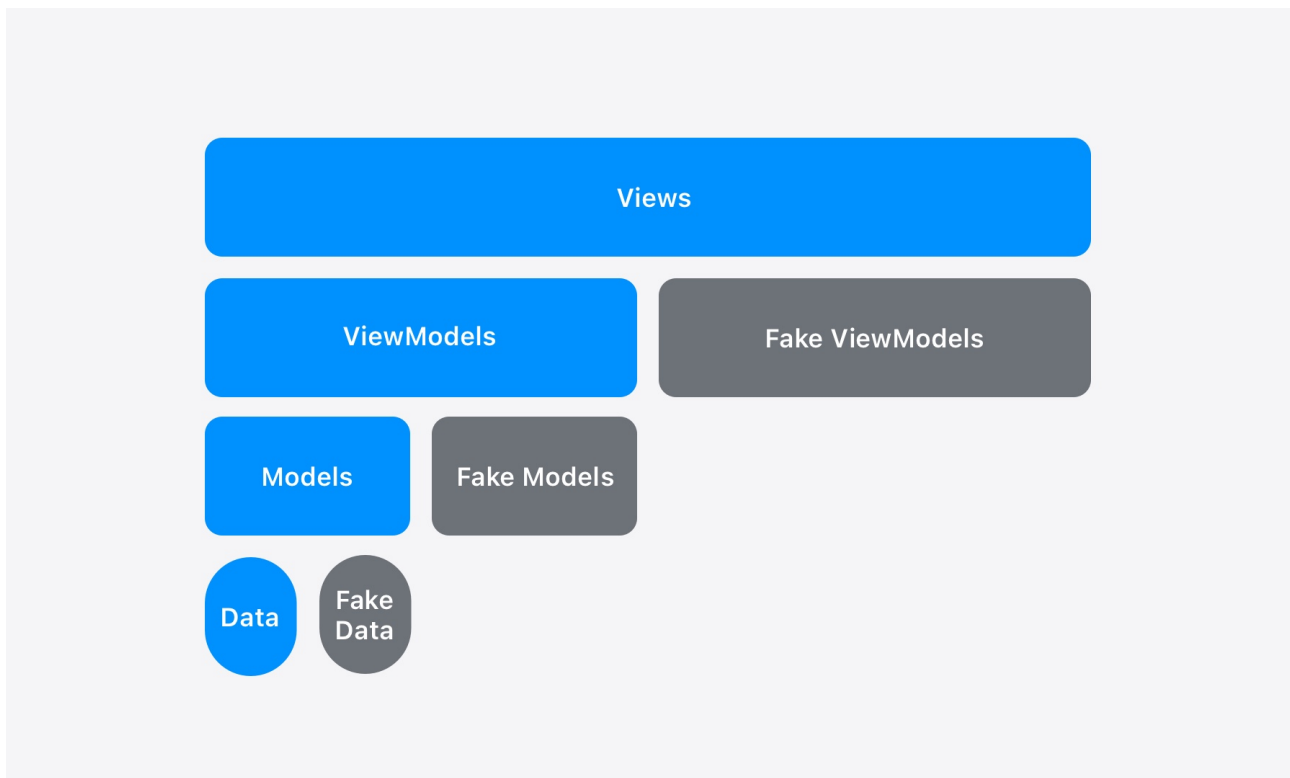 Views
ViewModels
Fake ViewModels
Models
Fake Models
Data
Fake
Data